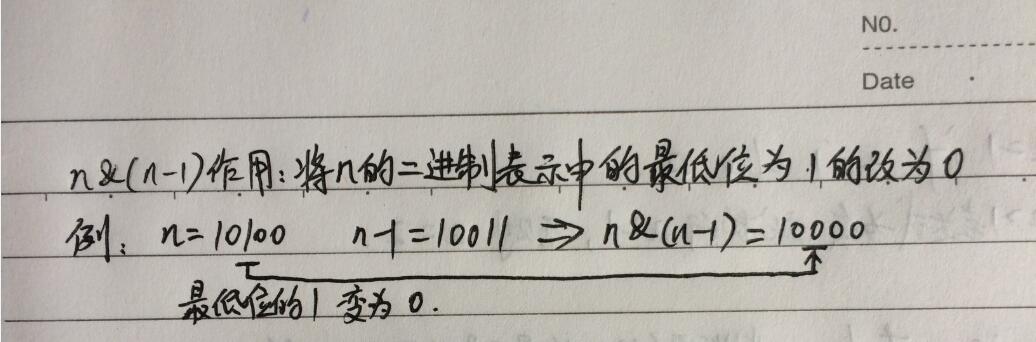 NO.
Date
n&(n-1)作用:将n的二进制表示中的最低位为1的改为0
例: n=10100 n-1=10011 ⇒ n&(n-1)=10000
最低位的1变为0.